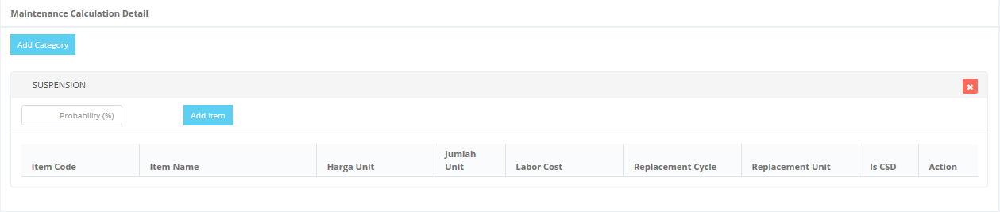 Maintenance Calculation Detail
Add Category
SUSPENSION
Probability (%)
Add Item
Item Code
Item Name
Harga Unit
Jumlah
Unit
Labor Cost
Replacement Cycle
Replacement Unit
Is CSD
Action